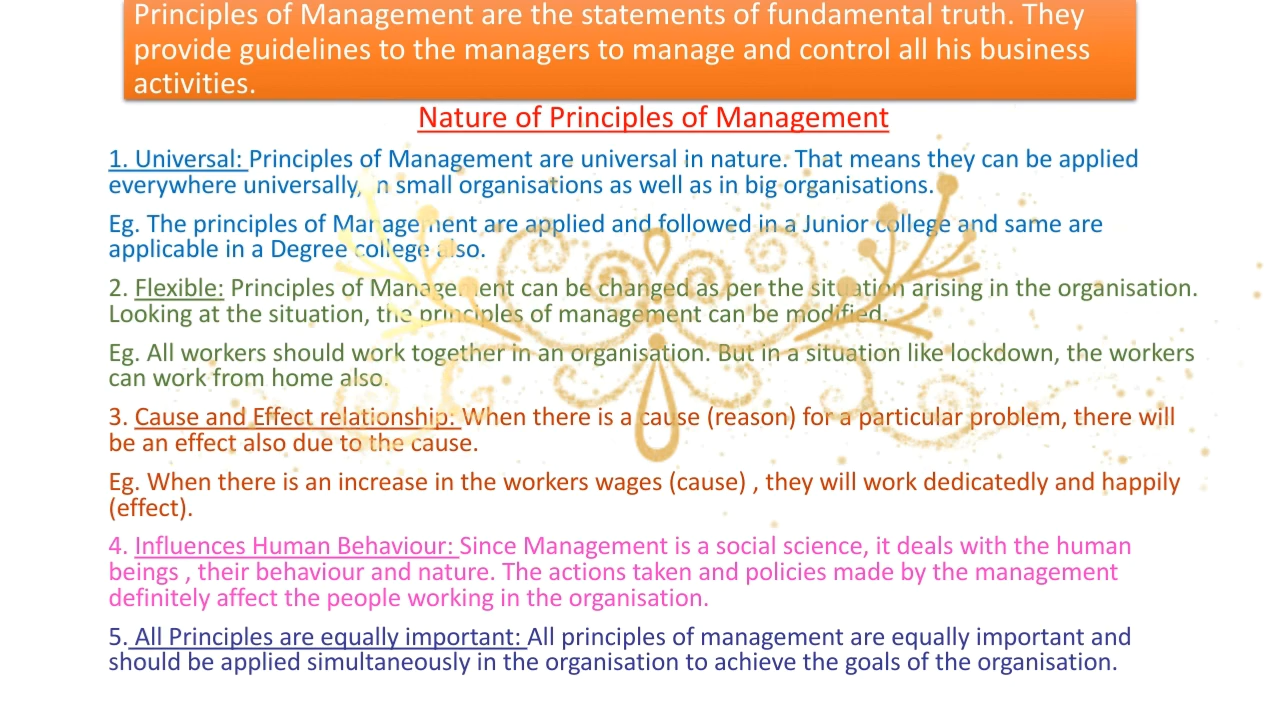 Principles of Management are the statements of fundamental truth. They
provide guidelines to the managers to manage and control all his business
activities.
Nature of Principles of Management
1. Universal: Principles of Management are universal in nature. That means they can be applied
everywhere universally, in small organisations as well as in big organisations.
Eg. The principles of Management are applied and followed in a Junior college and same are
applicable in a Degree college also.
2. Flexible: Principles of Management can be changed as per the situation arising in the organisation.
Looking at the situation, the principles of management can be modified.
Eg. All workers should work together in an organisation. But in a situation like lockdown, the workers
can work from home also.
3. Cause and Effect relationship: When there is a cause (reason) for a particular problem, there will
be an effect also due to the cause.
Eg. When there is an increase in the workers wages (cause) , they will work dedicatedly and happily
(effect).
4. Influences Human Behaviour: Since Management is a social science, it deals with the human
beings , their behaviour and nature. The actions taken and policies made by the management
definitely affect the people working in the organisation.
5. All Principles are equally important: All principles of management are equally important and
should be applied simultaneously in the organisation to achieve the goals of the organisation.